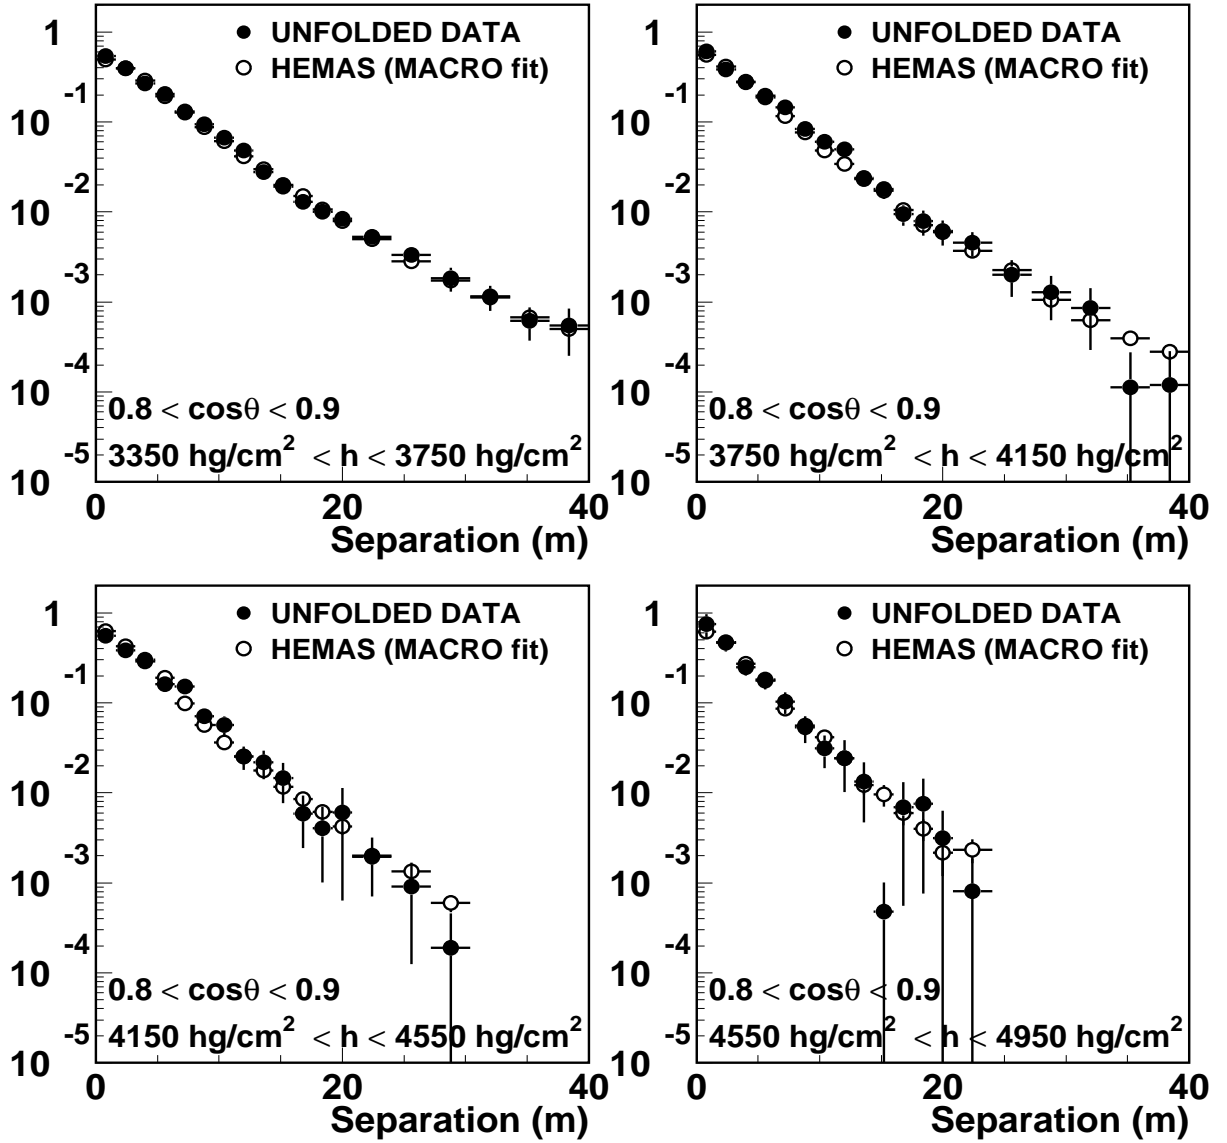 1
10
-1
10
-2
10
-3
10
-4
10
-5
UNFOLDED DATA
HEMAS (MACRO fit)
0.8 < cosθ < 0.9
3350 hg/cm² < h < 3750 hg/cm²
0 20 40
Separation (m)
1
10
-1
10
-2
10
-3
10
-4
10
-5
UNFOLDED DATA
HEMAS (MACRO fit)
0.8 < cosθ < 0.9
3750 hg/cm² < h < 4150 hg/cm²
0 20 40
Separation (m)
1
10
-1
10
-2
10
-3
10
-4
10
-5
UNFOLDED DATA
HEMAS (MACRO fit)
0.8 < cosθ < 0.9
4150 hg/cm² < h < 4550 hg/cm²
0 20 40
Separation (m)
1
10
-1
10
-2
10
-3
10
-4
10
-5
UNFOLDED DATA
HEMAS (MACRO fit)
0.8 < cosθ < 0.9
4550 hg/cm² < h < 4950 hg/cm²
0 20 40
Separation (m)